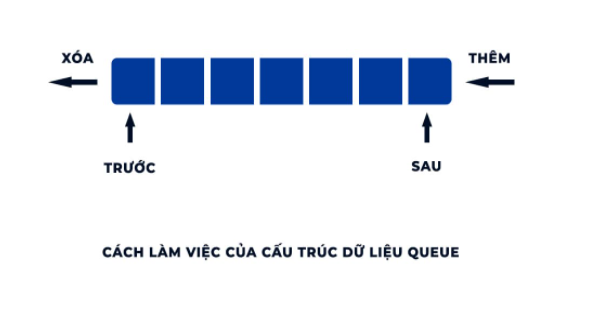 XÓA
THÊM
TRƯỚC
SAU
CÁCH LÀM VIỆC CỦA CẤU TRÚC DỮ LIỆU QUEUE